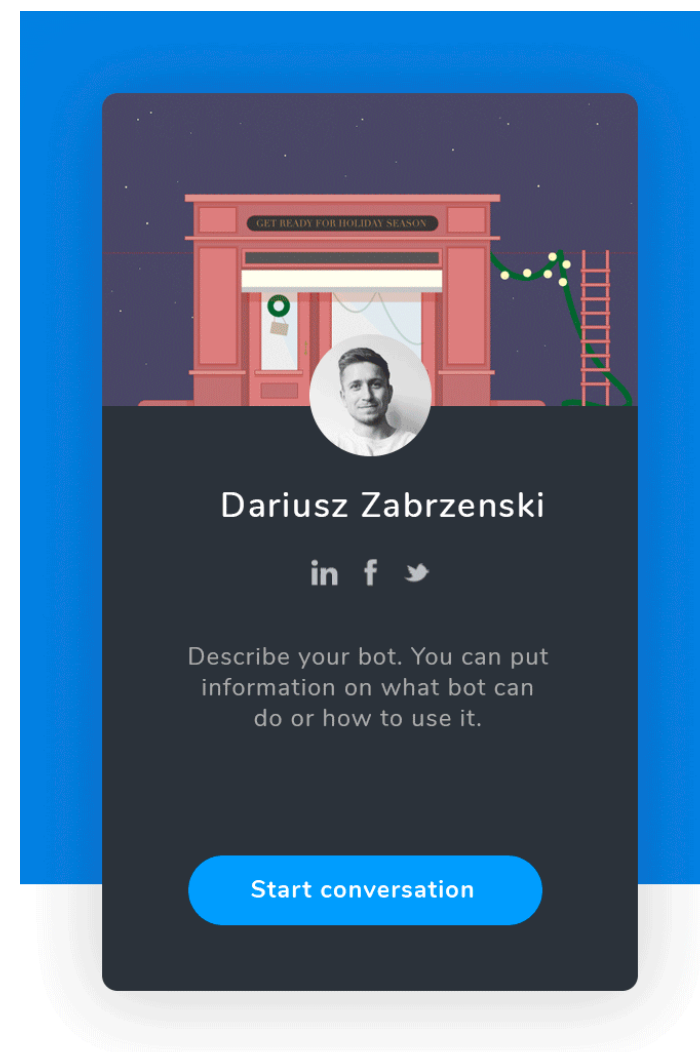 GET READY FOR HOLIDAY SEASON
Dariusz Zabrzenski
in f
Describe your bot. You can put
information on what bot can
do or how to use it.
Start conversation